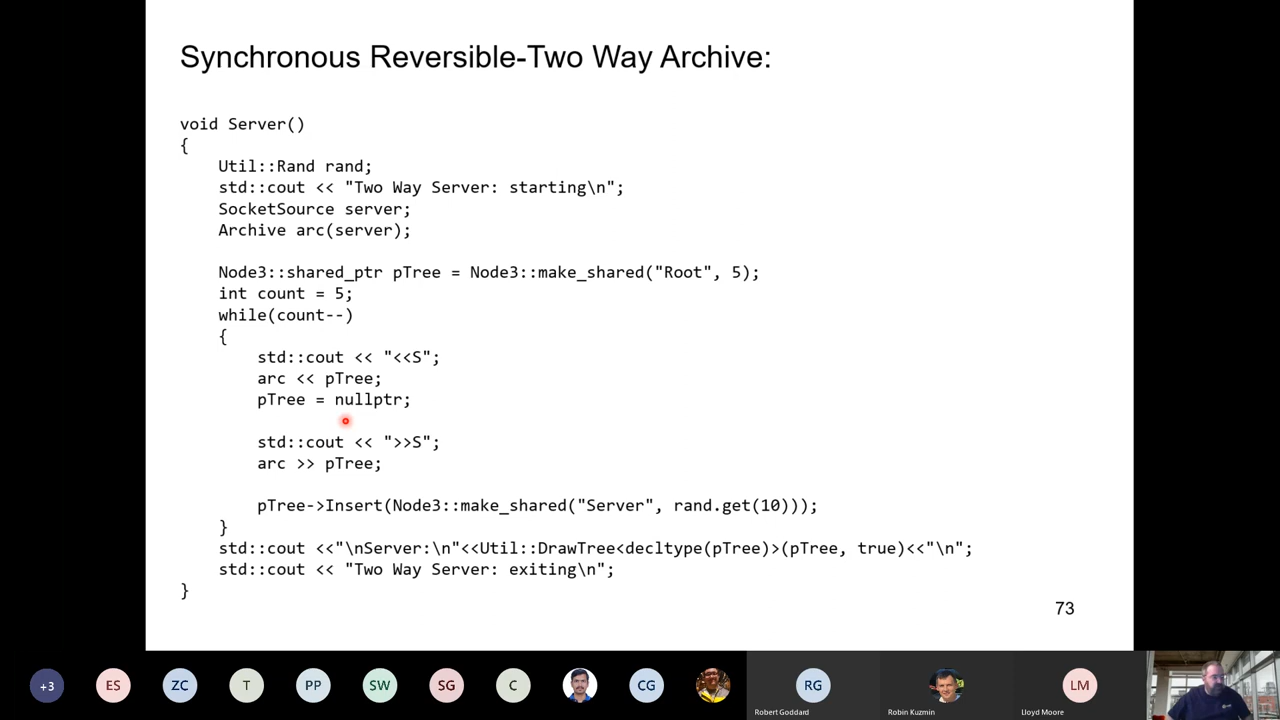 Synchronous Reversible-Two Way Archive:
void Server()
{
Util::Rand rand;
std::cout << "Two Way Server: starting\n";
SocketSource server;
Archive arc(server);
Node3::shared_ptr pTree = Node3::make_shared("Root", 5);
int count = 5;
while(count--)
{
std::cout << "<<S";
arc << pTree;
pTree = nullptr;
std::cout << ">>S";
arc >> pTree;
pTree->Insert(Node3::make_shared("Server", rand.get(10)));
}
std::cout <<"\nServer:\n"<<Util::DrawTree<decltype(pTree)>(pTree, true)<<"\n";
std::cout << "Two Way Server: exiting\n";
}
73
+3 ES ZC T PP SW SG C CG RG LM
Robert Goddard Robin Kuzmin Lloyd Moore